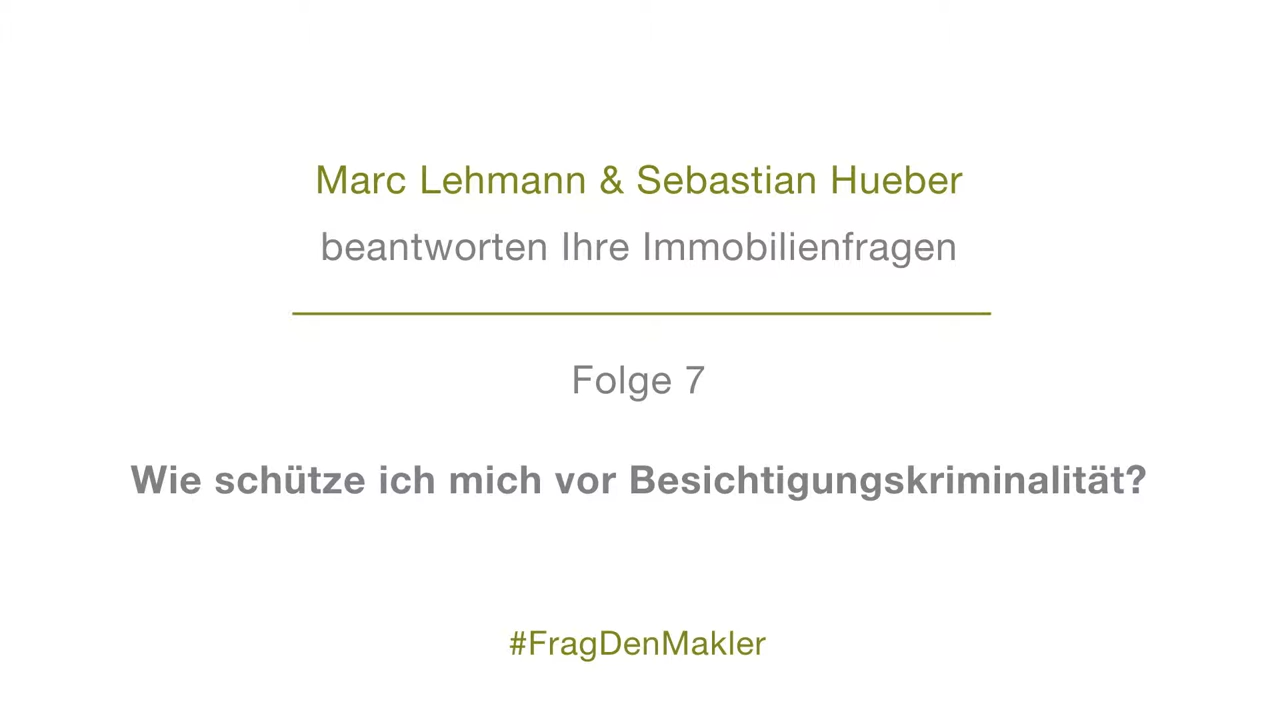 Marc Lehmann & Sebastian Hueber
beantworten Ihre Immobilienfragen
Folge 7
Wie schütze ich mich vor Besichtigungskriminalität?
#FragDenMakler